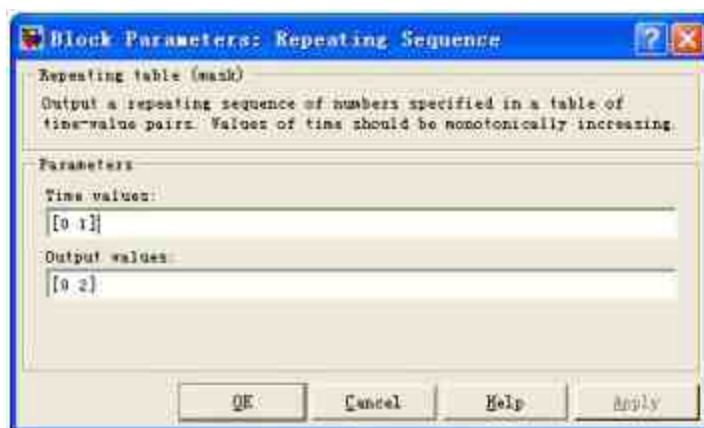 Block Parameters: Repeating Sequence
Repeating table (mask)
Output a repeating sequence of numbers specified in a table of
time-value pairs. Values of time should be monotonically increasing.
Parameters
Time values:
[0 1]
Output values:
[0 2]
OK Cancel Help Apply